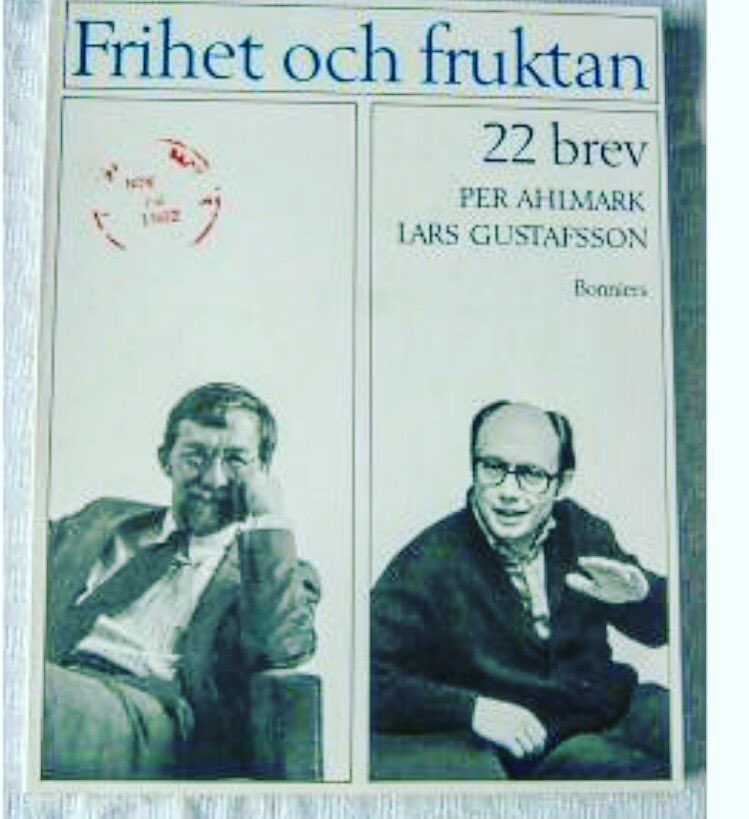 Frihet och fruktan
22 brev
PER AHLMARK
LARS GUSTAFSSON
Bonniers